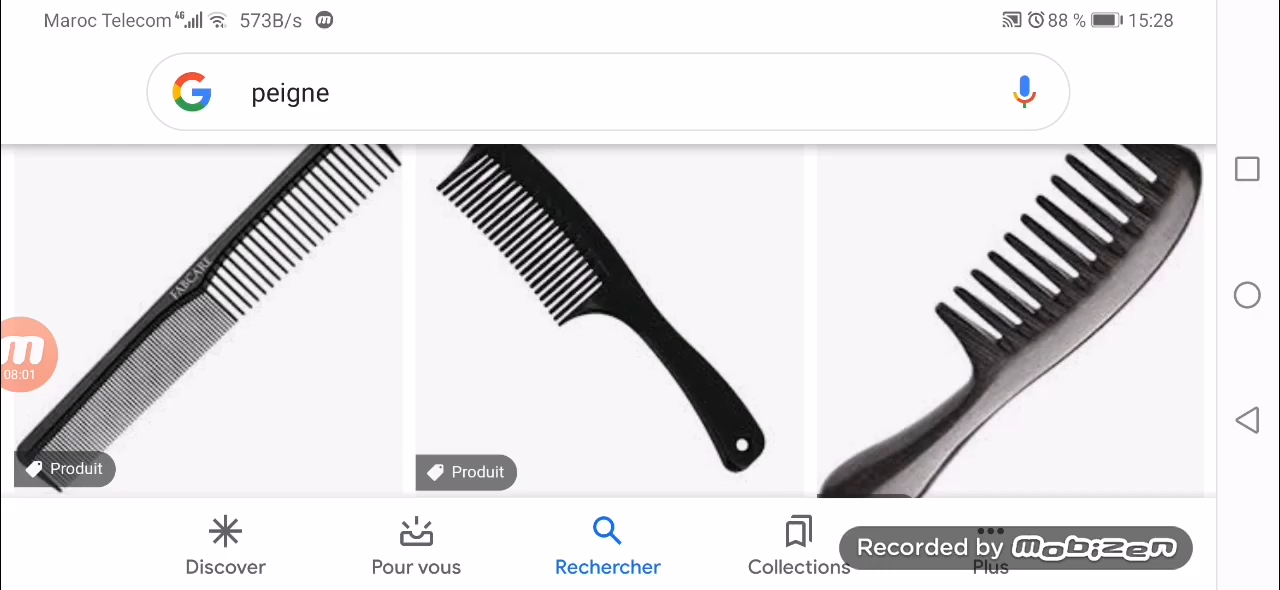 Maroc Telecom 4G 573B/s 88 % 15:28
peigne
FABCARE
08:01
Produit
Produit
Discover
Pour vous
Rechercher
Collections
Plus
Recorded by mobizen